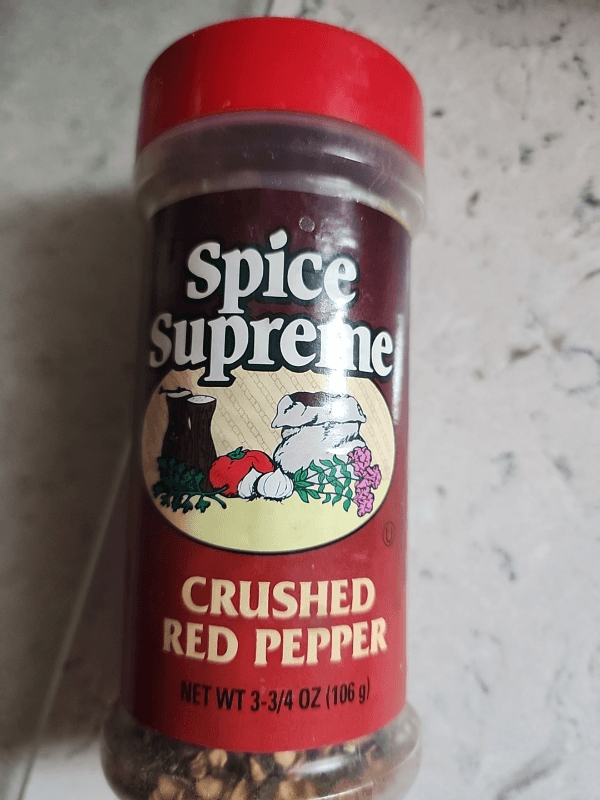 Spice
Supreme
CRUSHED
RED PEPPER
NET WT 3-3/4 OZ (106 g)